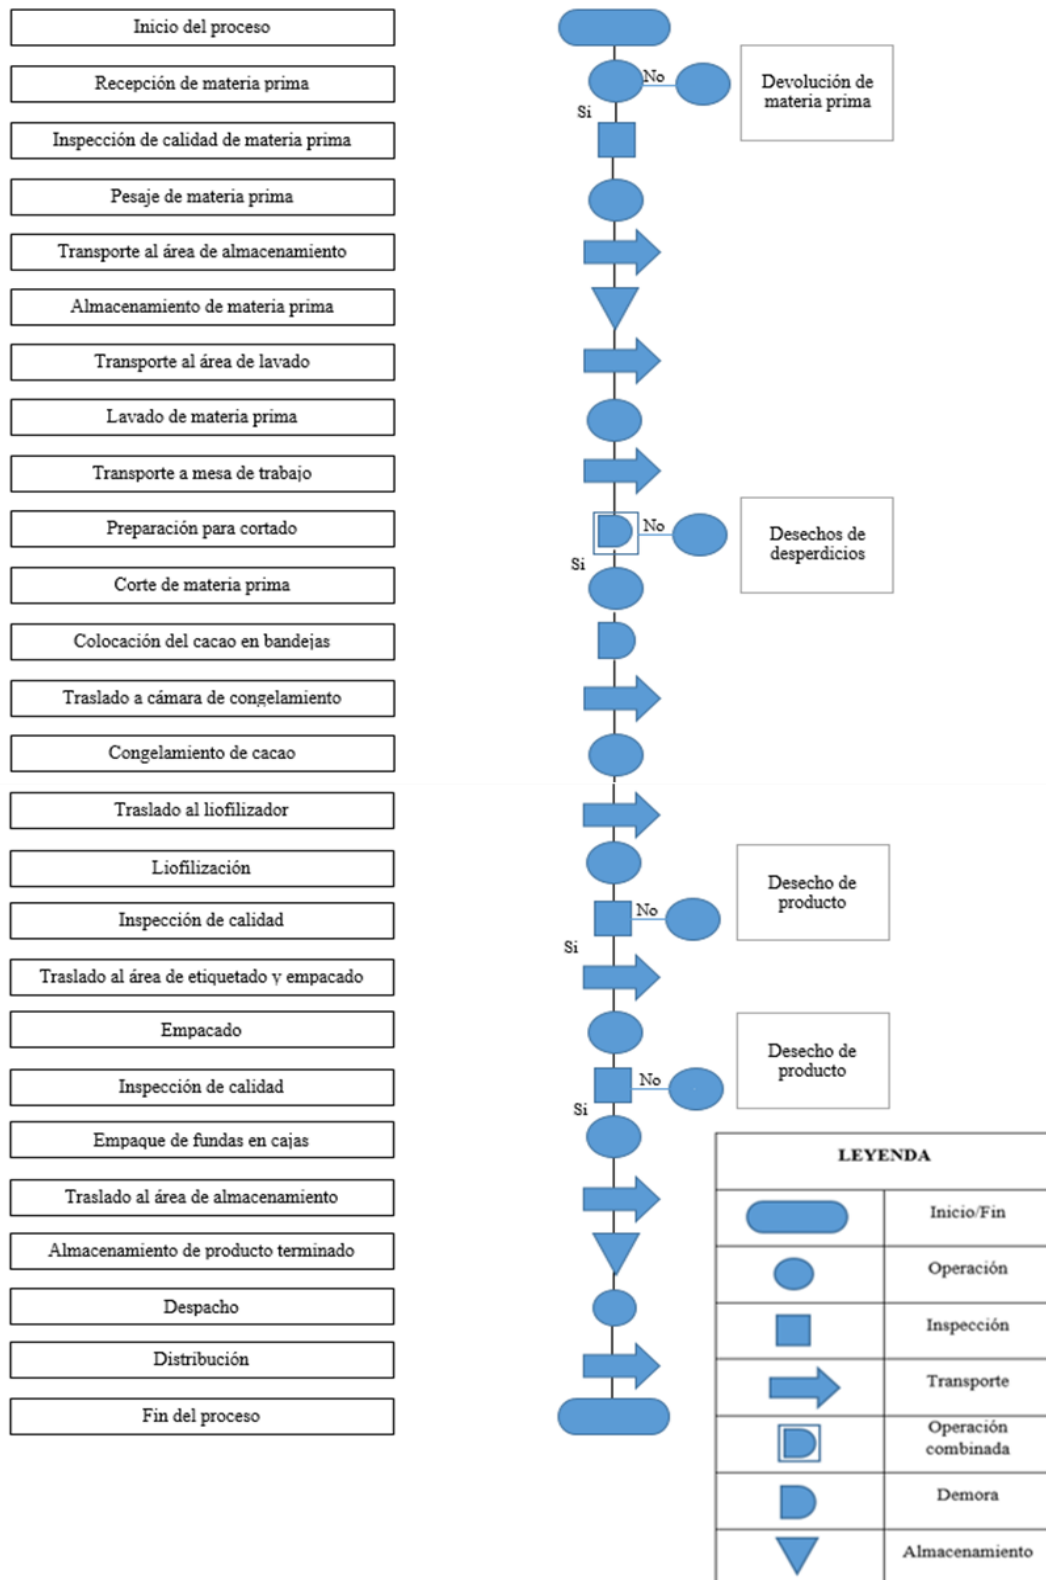 Inicio del proceso
Recepción de materia prima
No
Devolución de
materia prima
Si
Inspección de calidad de materia prima
Pesaje de materia prima
Transporte al área de almacenamiento
Almacenamiento de materia prima
Transporte al área de lavado
Lavado de materia prima
Transporte a mesa de trabajo
Preparación para cortado
No
Desechos de
desperdicios
Si
Corte de materia prima
Colocación del cacao en bandejas
Traslado a cámara de congelamiento
Congelamiento de cacao
Traslado al liofilizador
Liofilización
Inspección de calidad
No
Desecho de
producto
Si
Traslado al área de etiquetado y empacado
Empacado
Inspección de calidad
No
Desecho de
producto
Si
Empaque de fundas en cajas
Traslado al área de almacenamiento
Almacenamiento de producto terminado
Despacho
Distribución
Fin del proceso
LEYENDA
Inicio/Fin
Operación
Inspección
Transporte
Operación
combinada
Demora
Almacenamiento